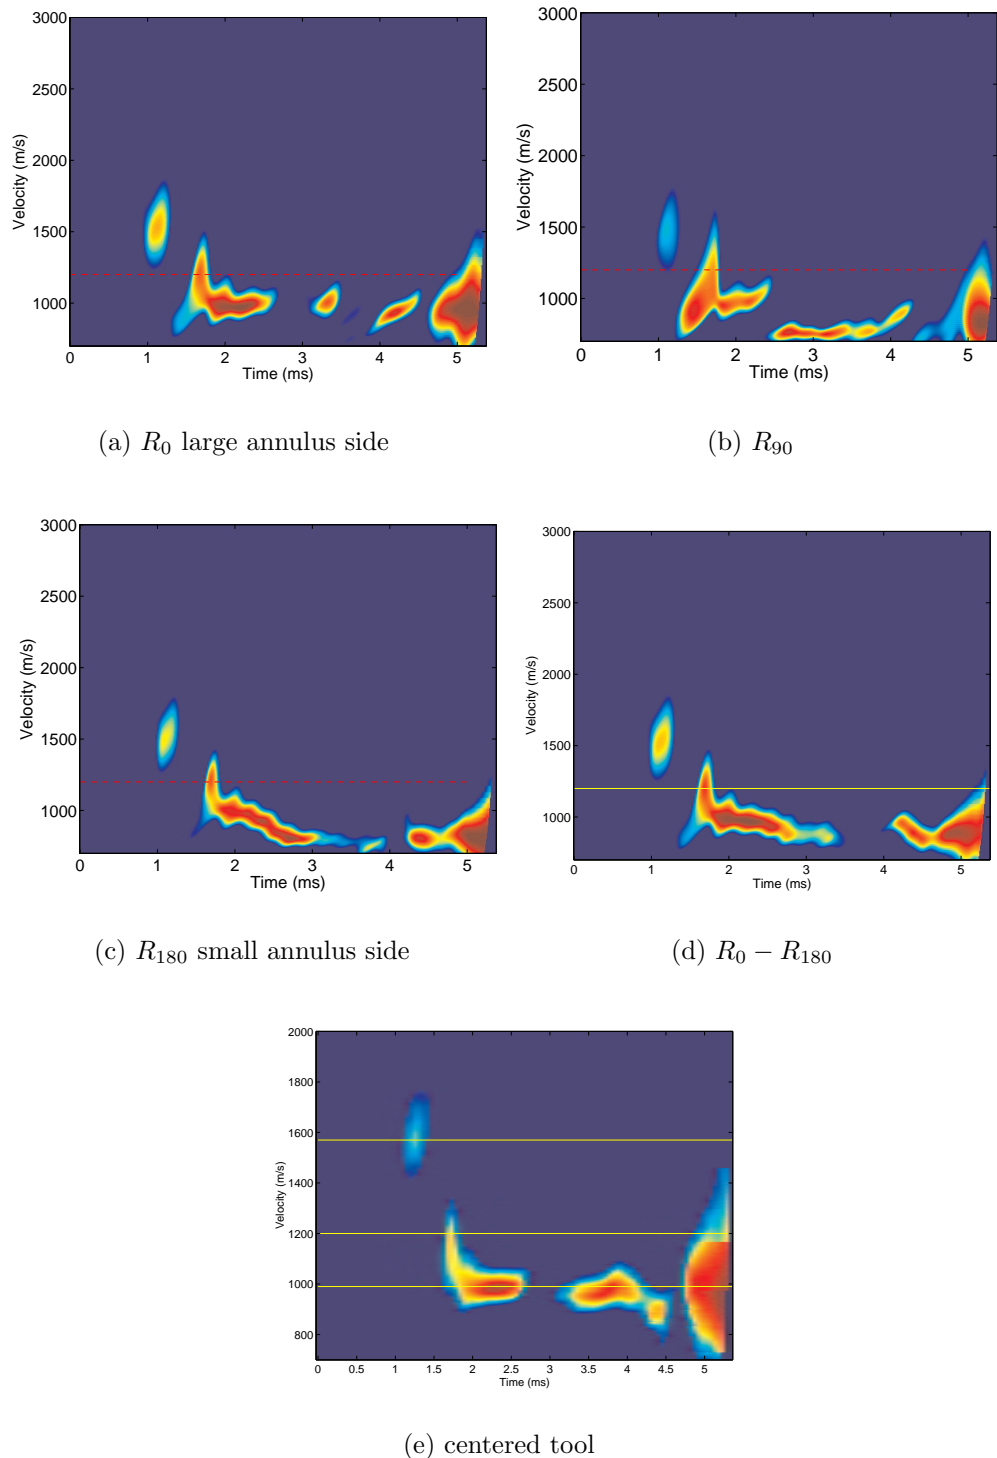 3000
2500
2000
1500
1000
Velocity (m/s)
0 1 2 3 4 5
Time (ms)
(a) R0 large annulus side
3000
2500
2000
1500
1000
Velocity (m/s)
0 1 2 3 4 5
Time (ms)
(b) R90
3000
2500
2000
1500
1000
Velocity (m/s)
0 1 2 3 4 5
Time (ms)
(c) R180 small annulus side
3000
2500
2000
1500
1000
Velocity (m/s)
0 1 2 3 4 5
Time (ms)
(d) R0 − R180
2000
1800
1600
1400
1200
1000
800
Velocity (m/s)
0 0.5 1 1.5 2 2.5 3 3.5 4 4.5 5
Time (ms)
(e) centered tool